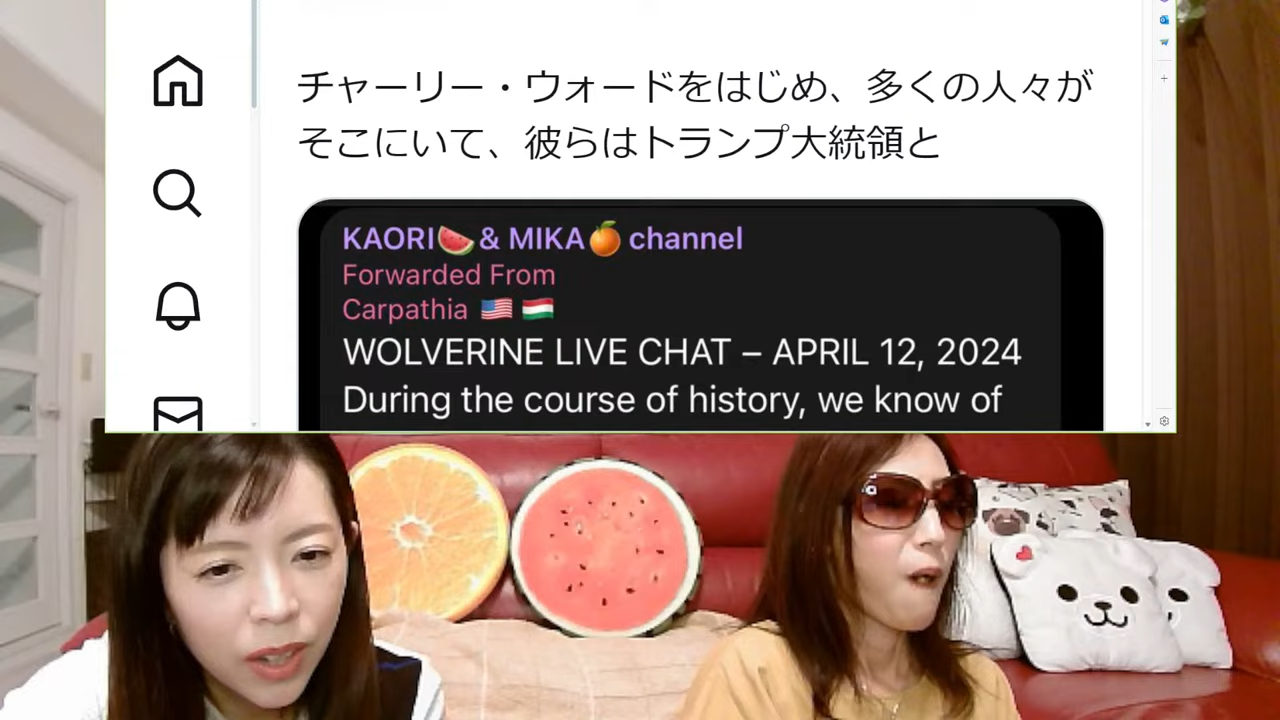 チャーリー・ウォードをはじめ、多くの人々が
そこにいて、彼らはトランプ大統領と
KAORI🍉& MIKA🍊 channel
Forwarded From
Carpathia 🇺🇸 🇭🇺
WOLVERINE LIVE CHAT – APRIL 12, 2024
During the course of history, we know of